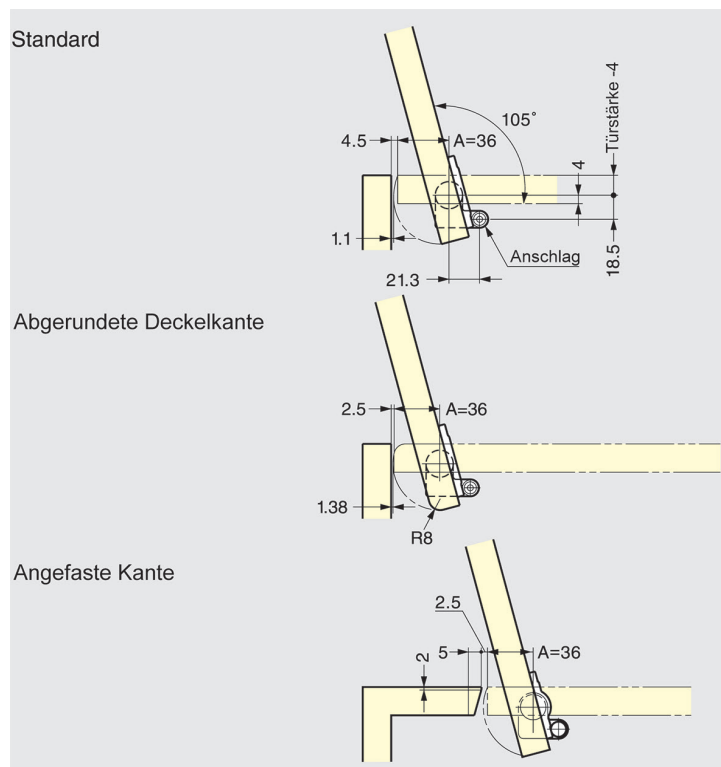 Standard
105°
4.5
A=36
Türstärke -4
4
1.1
Anschlag
18.5
21.3
Abgerundete Deckelkante
2.5
A=36
1.38
R8
Angefaste Kante
2.5
5
A=36
2